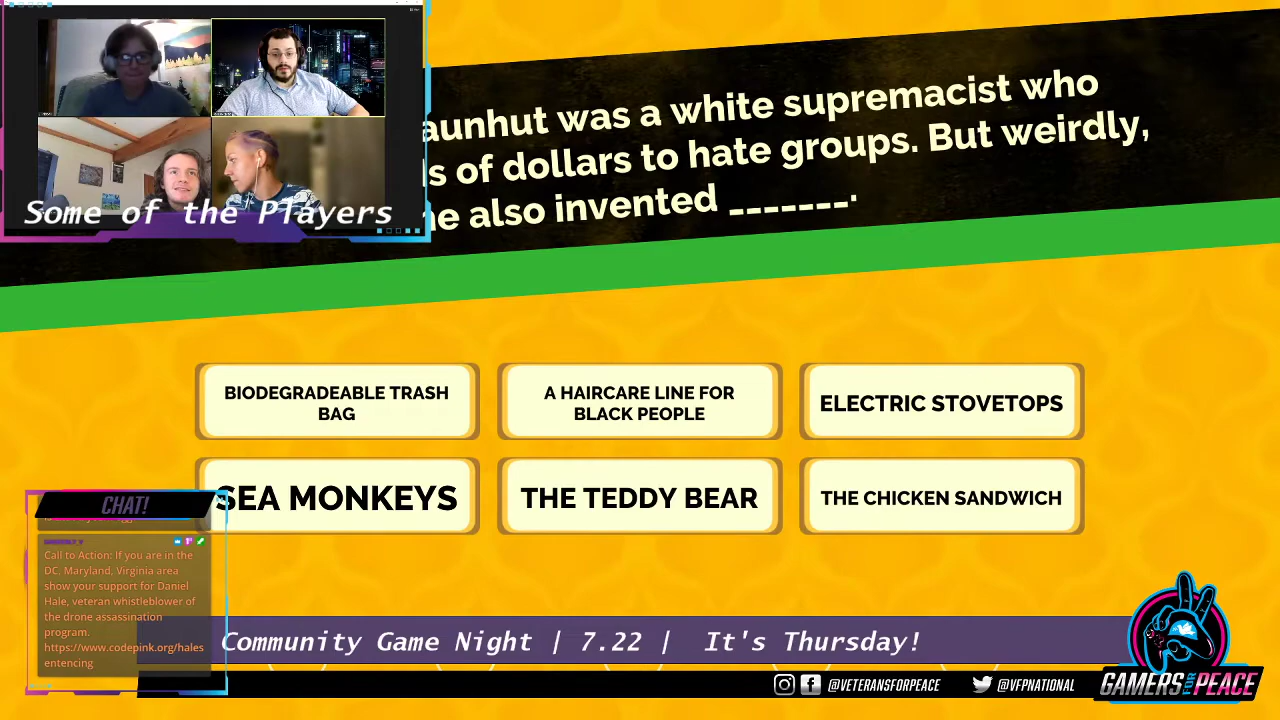 aunhut was a white supremacist who
s of dollars to hate groups. But weirdly,
he also invented _______.
Some of the Players
BIODEGRADEABLE TRASH
BAG
A HAIRCARE LINE FOR
BLACK PEOPLE
ELECTRIC STOVETOPS
SEA MONKEYS
THE TEDDY BEAR
THE CHICKEN SANDWICH
CHAT!
Call to Action: If you are in the
DC, Maryland, Virginia area
show your support for Daniel
Hale, veteran whistleblower of
the drone assassination
program.
https://www.codepink.org/hales
entencing
Community Game Night | 7.22 | It's Thursday!
@VETERANSFORPEACE
@VFPNATIONAL
GAMERS FOR PEACE